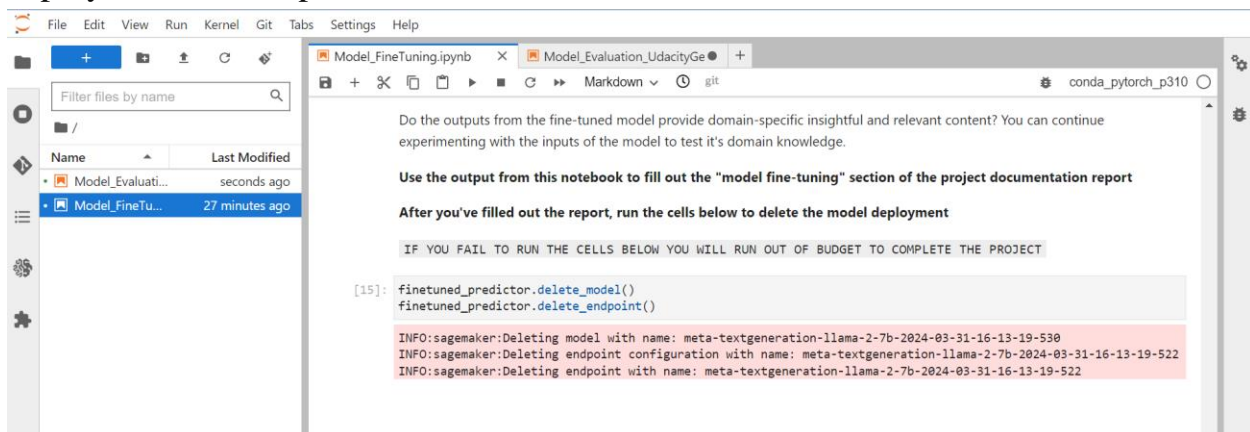 File Edit View Run Kernel Git Tabs Settings Help
Filter files by name
/
Name Last Modified
Model_Evaluati... seconds ago
Model_FineTu... 27 minutes ago
Model_FineTuning.ipynb Model_Evaluation_UdacityGe
Markdown git conda_pytorch_p310
Do the outputs from the fine-tuned model provide domain-specific insightful and relevant content? You can continue
experimenting with the inputs of the model to test it's domain knowledge.
Use the output from this notebook to fill out the "model fine-tuning" section of the project documentation report
After you've filled out the report, run the cells below to delete the model deployment
IF YOU FAIL TO RUN THE CELLS BELOW YOU WILL RUN OUT OF BUDGET TO COMPLETE THE PROJECT
[15]: finetuned_predictor.delete_model()
finetuned_predictor.delete_endpoint()
INFO:sagemaker:Deleting model with name: meta-textgeneration-llama-2-7b-2024-03-31-16-13-19-530
INFO:sagemaker:Deleting endpoint configuration with name: meta-textgeneration-llama-2-7b-2024-03-31-16-13-19-522
INFO:sagemaker:Deleting endpoint with name: meta-textgeneration-llama-2-7b-2024-03-31-16-13-19-522